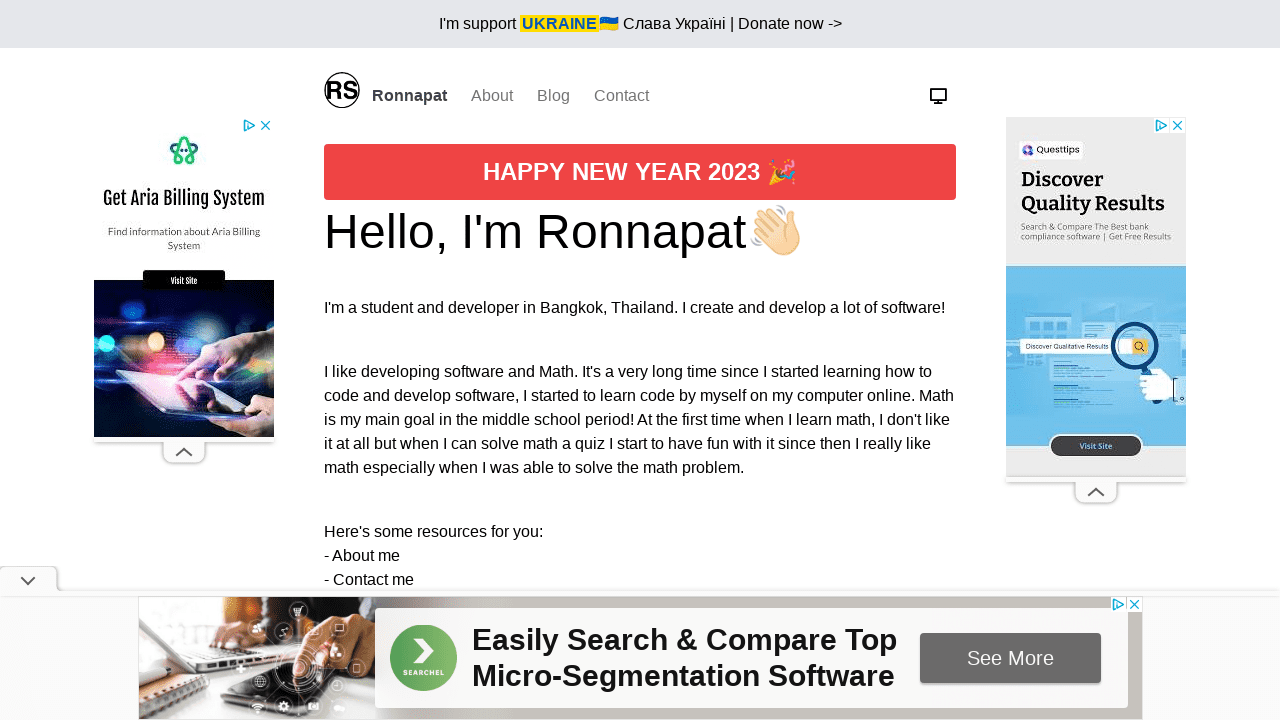 I'm support UKRAINE🇺🇦 Слава Україні | Donate now ->
RS Ronnapat About Blog Contact
HAPPY NEW YEAR 2023 🎉
Hello, I'm Ronnapat👋🏻
I'm a student and developer in Bangkok, Thailand. I create and develop a lot of software!
I like developing software and Math. It's a very long time since I started learning how to
code and develop software, I started to learn code by myself on my computer online. Math
is my main goal in the middle school period! At the first time when I learn math, I don't like
it at all but when I can solve math a quiz I start to have fun with it since then I really like
math especially when I was able to solve the math problem.
Here's some resources for you:
- About me
- Contact me
Get Aria Billing System
Find information about Aria Billing
System
Visit Site
Questtips
Discover
Quality Results
Search & Compare The Best bank
compliance software | Get Free Results
Discover Qualitative Results
Visit Site
SEARCHEL
Easily Search & Compare Top
Micro-Segmentation Software
See More